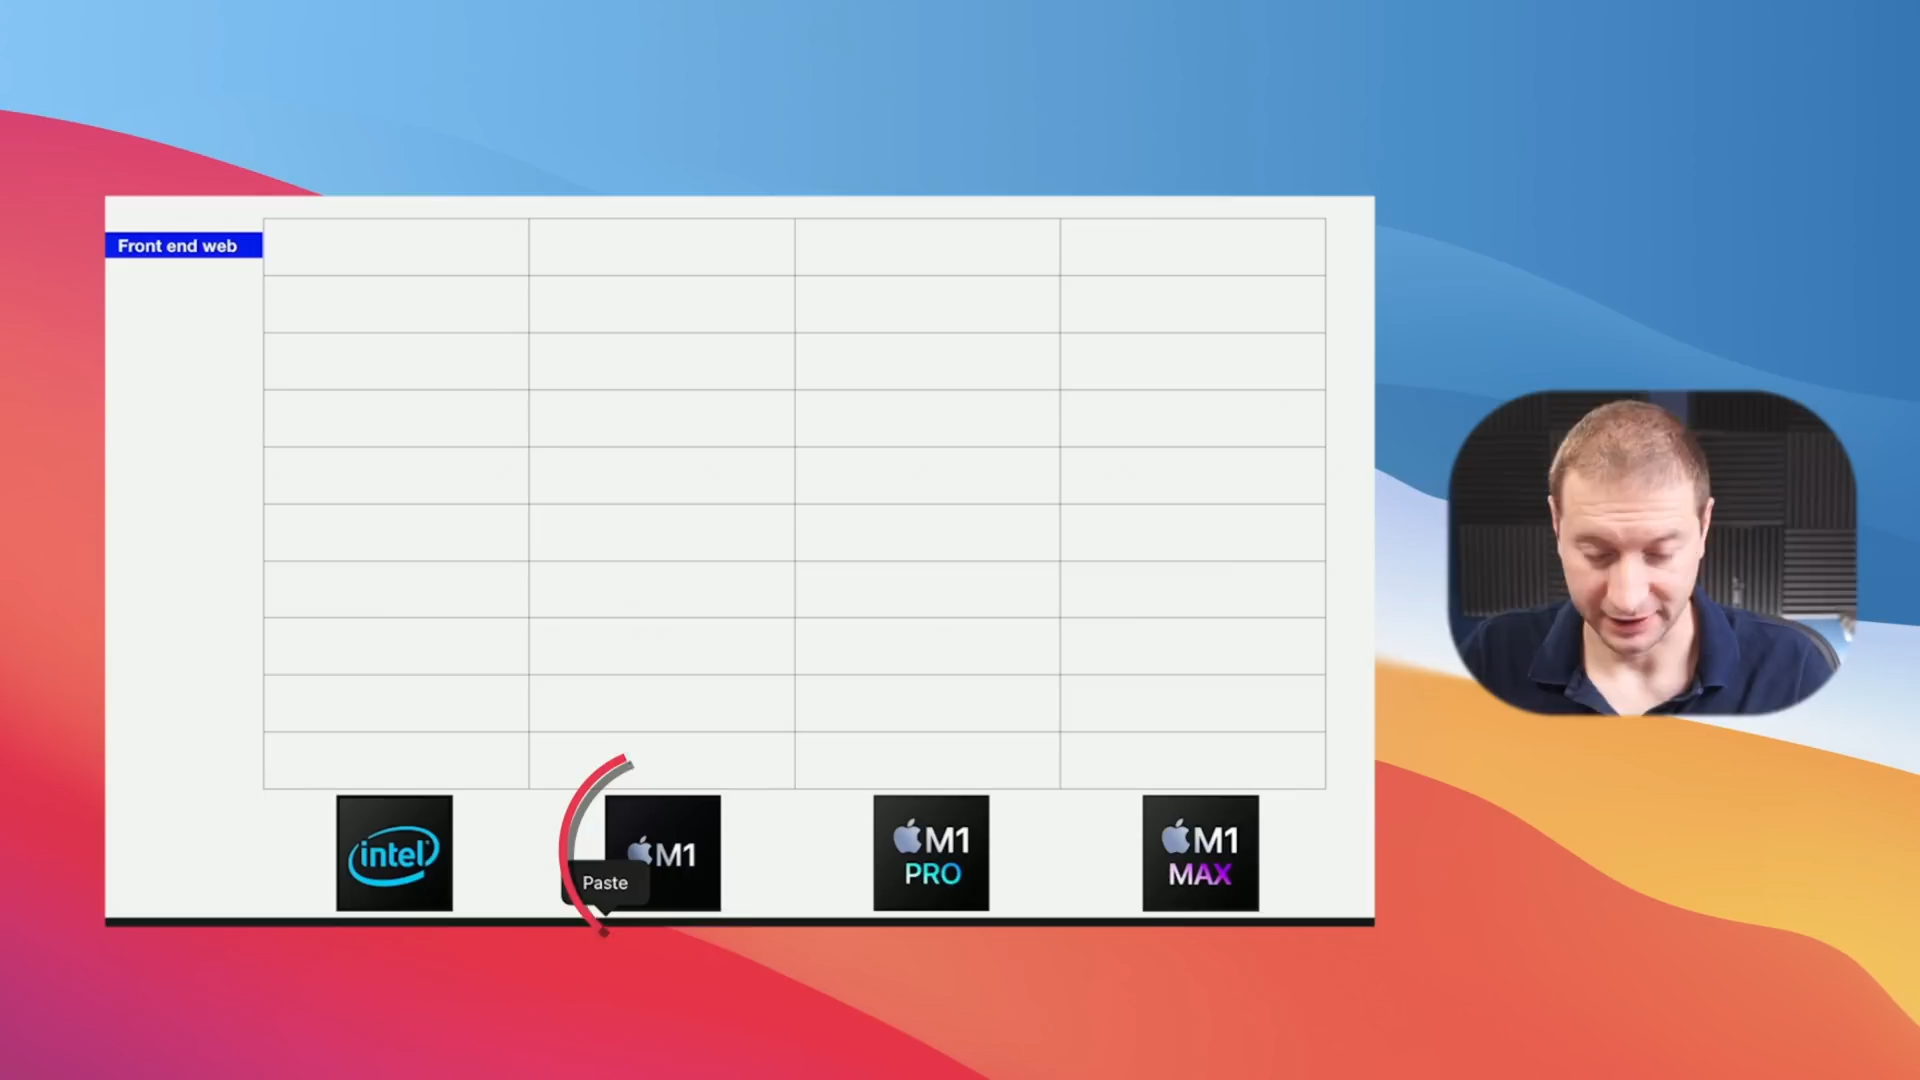 Front end web
intel
M1
M1
PRO
M1
MAX
Paste